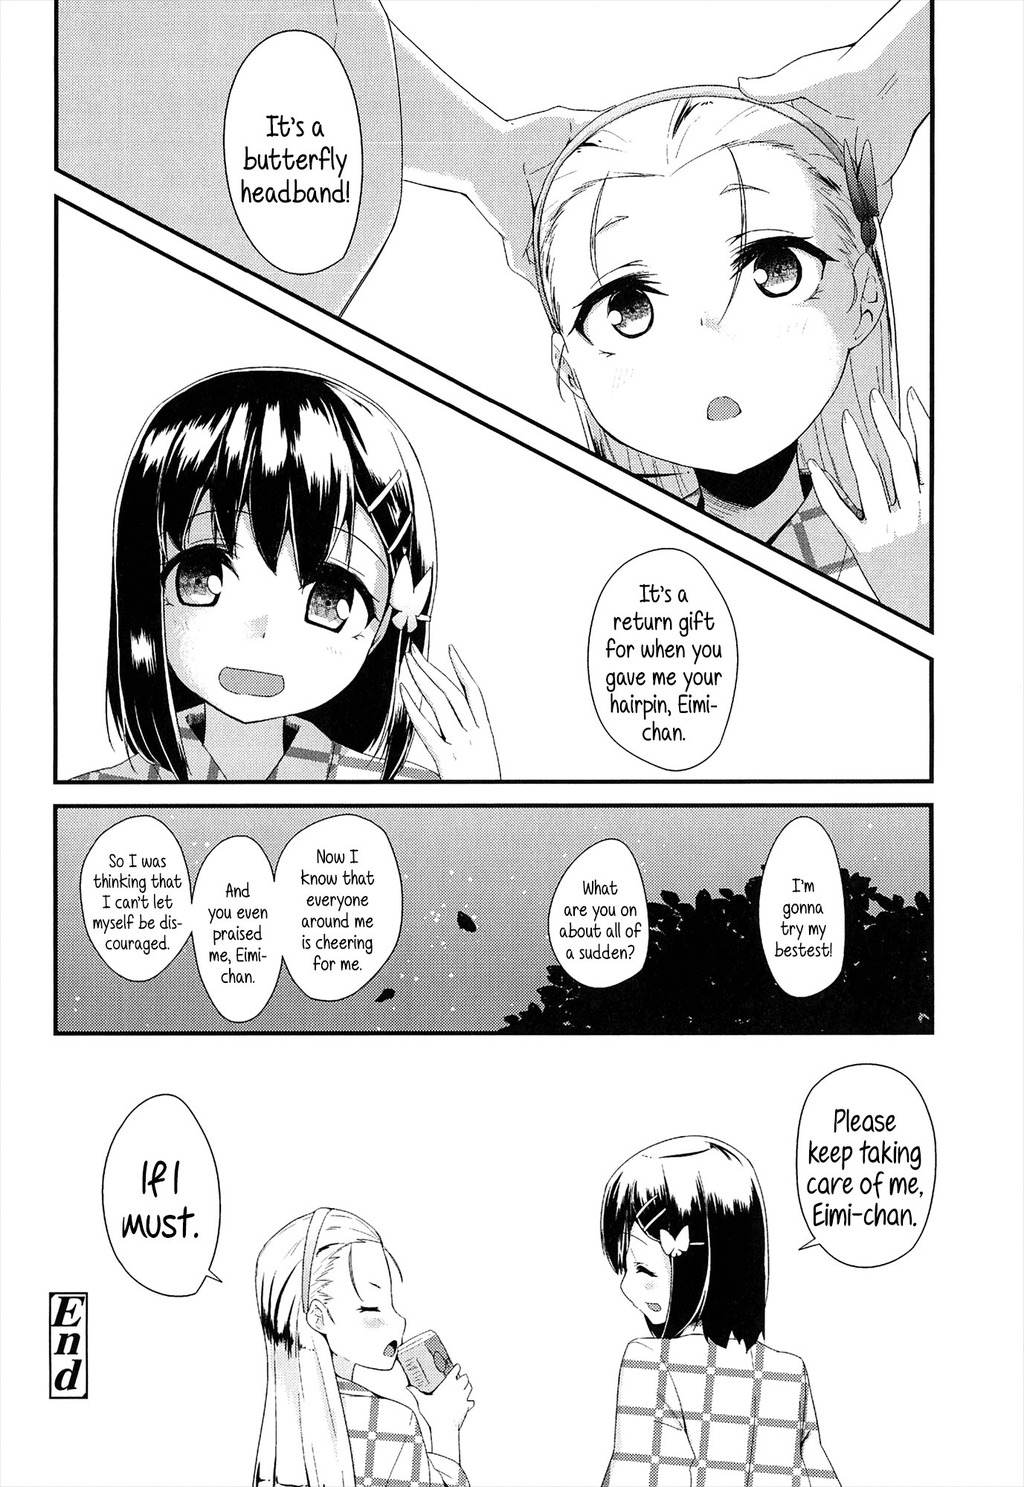 It's a
butterfly
headband!
It's a
return gift
for when you
gave me your
hairpin, Eimi-
chan.
I'm
gonna
try my
bestest!
What
are you on
about all of
a sudden?
Now I
know that
everyone
around me
is cheering
for me.
And
you even
praised
me, Eimi-
chan.
So I was
thinking that
I can't let
myself be dis-
couraged.
Please
keep taking
care of me,
Eimi-chan.
If I
must.
End